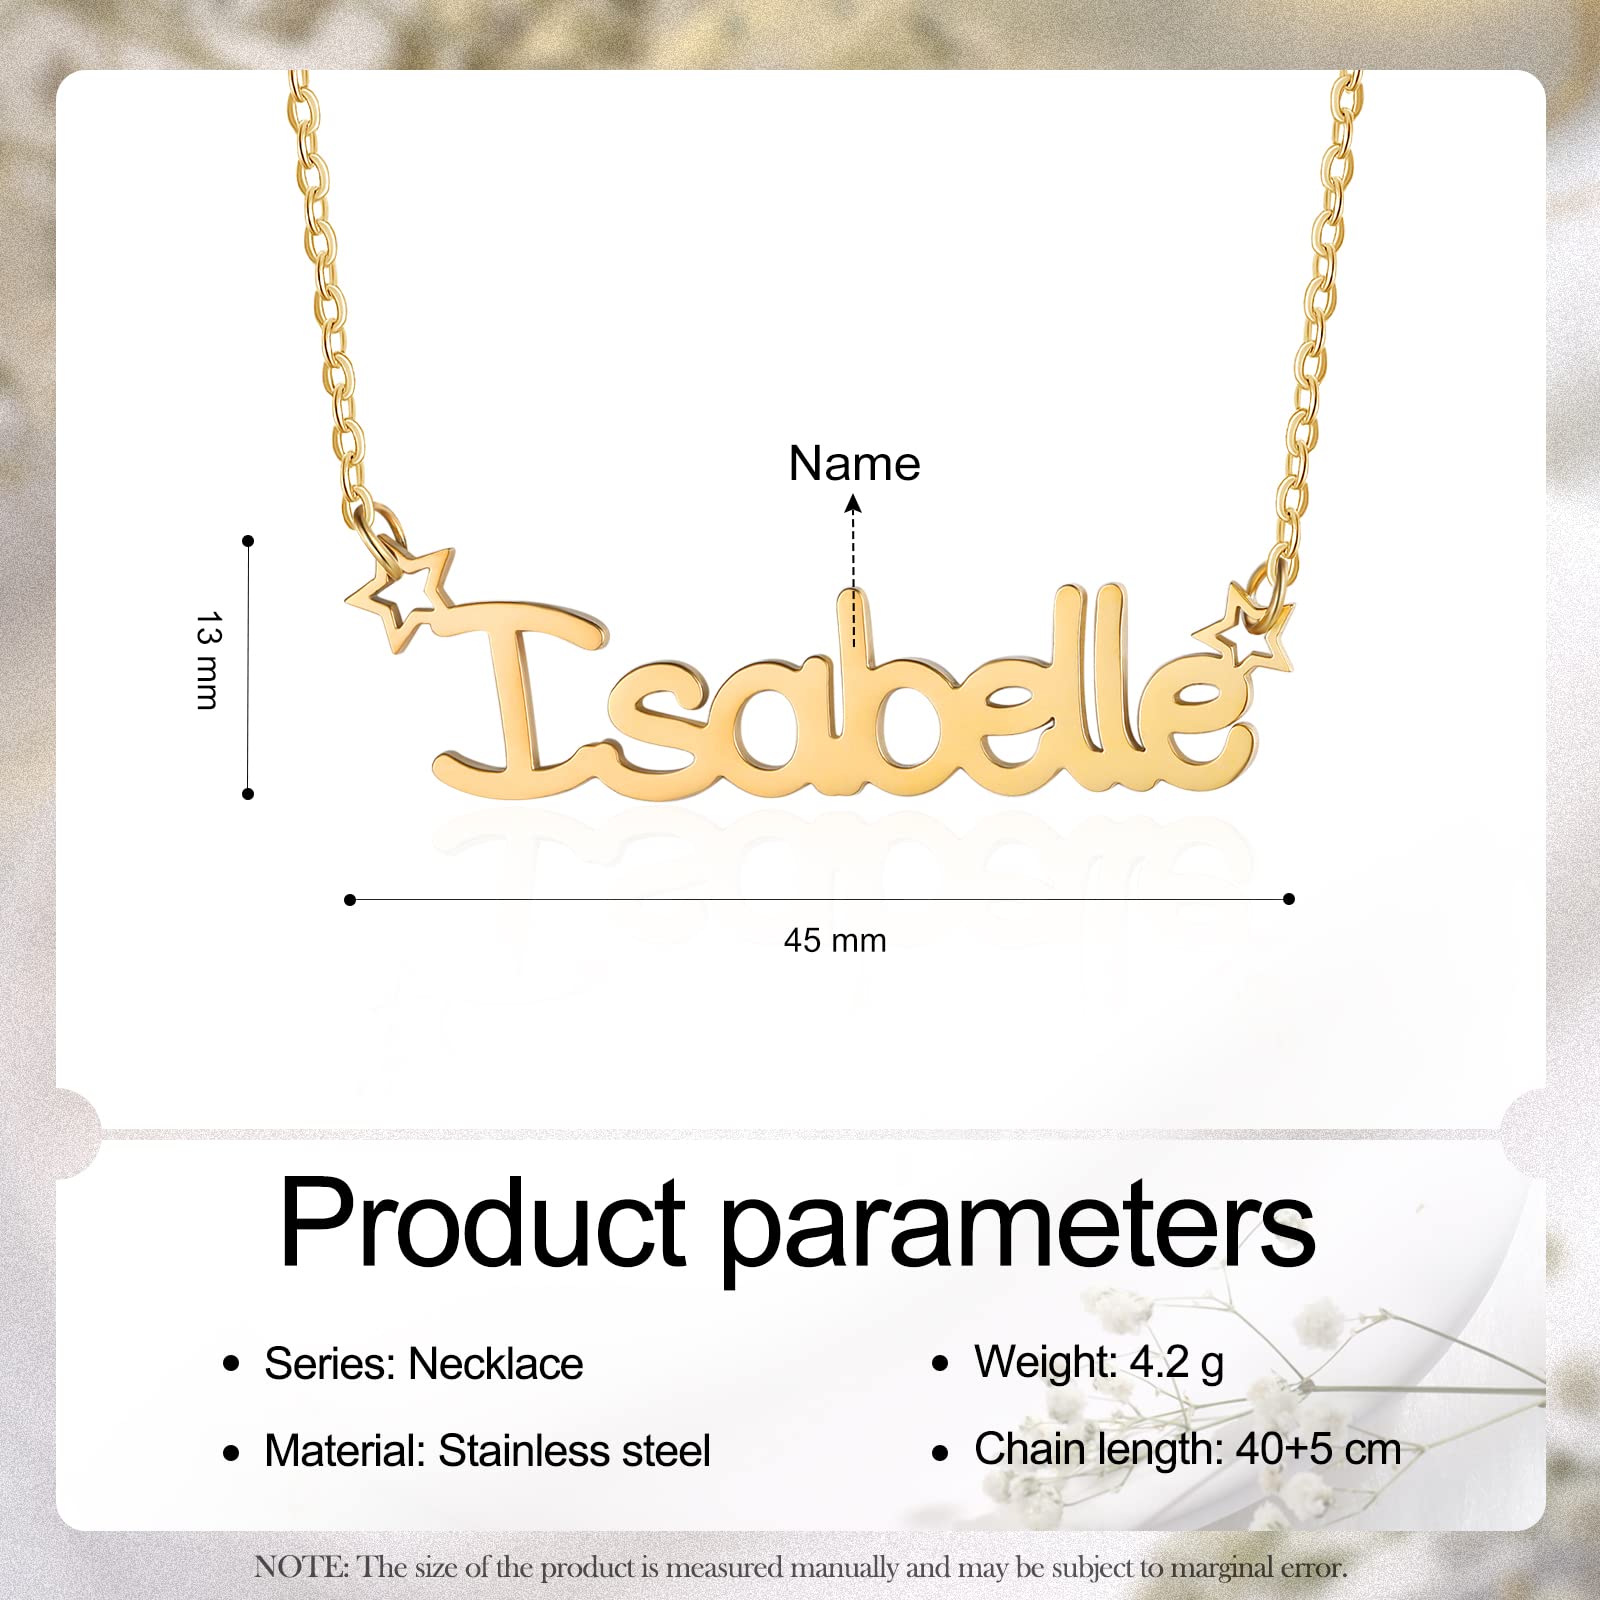 Name
Isabelle
13 mm
45 mm
Product parameters
Series: Necklace
Weight: 4.2 g
Material: Stainless steel
Chain length: 40+5 cm
NOTE: The size of the product is measured manually and may be subject to marginal error.